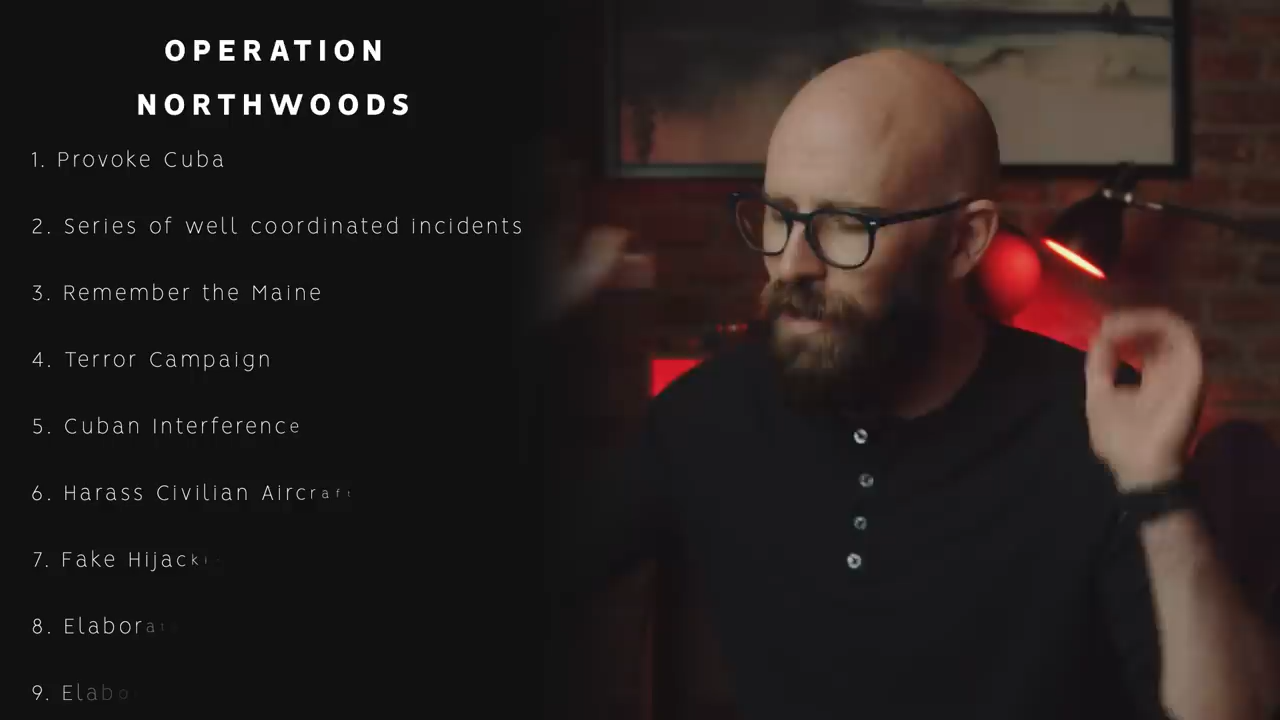 OPERATION
NORTHWOODS
1. Provoke Cuba
2. Series of well coordinated incidents
3. Remember the Maine
4. Terror Campaign
5. Cuban Interference
6. Harass Civilian Aircraft
7. Fake
8.
9.